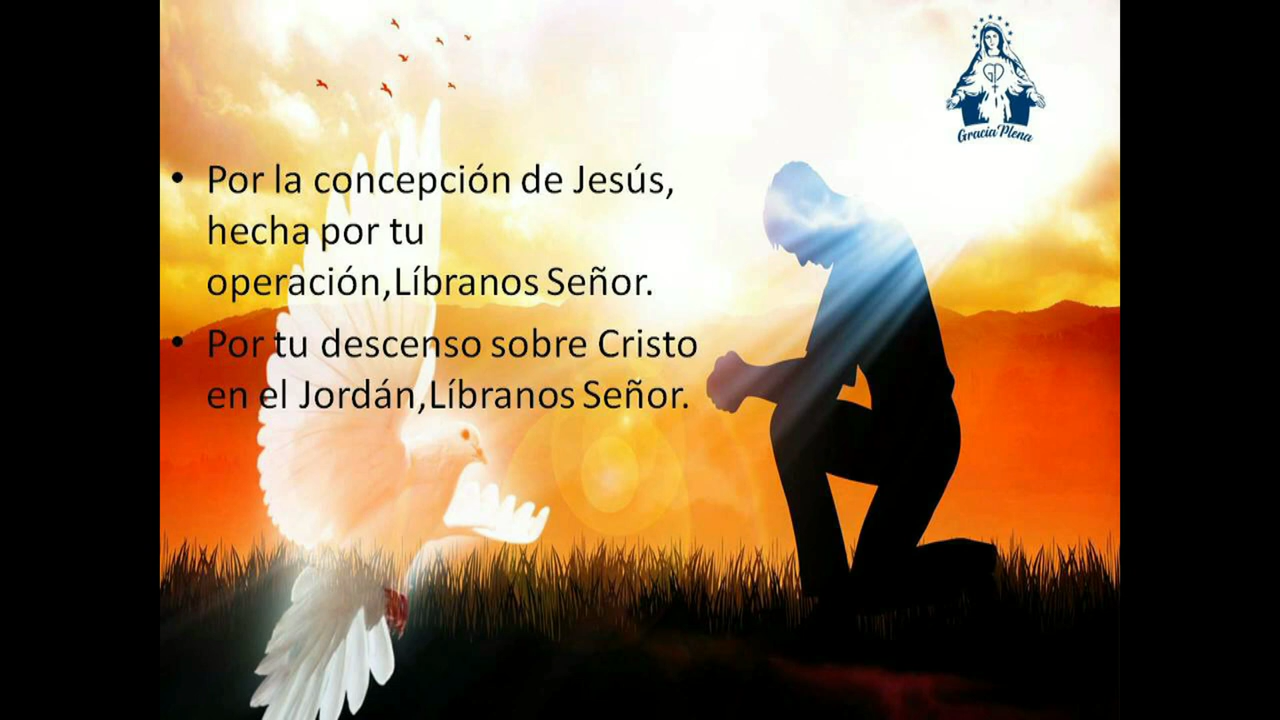 Gracia Plena
• Por la concepción de Jesús,
hecha por tu
operación,Líbranos Señor.
• Por tu descenso sobre Cristo
en el Jordán,Líbranos Señor.